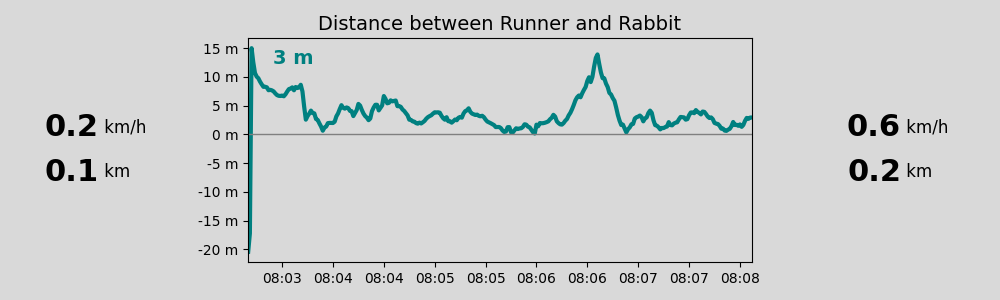 Distance between Runner and Rabbit
15 m
10 m
5 m
0 m
-5 m
-10 m
-15 m
-20 m
3 m
0.2 km/h
0.1 km
0.6 km/h
0.2 km
08:03 08:04 08:04 08:05 08:05 08:06 08:06 08:07 08:07 08:08